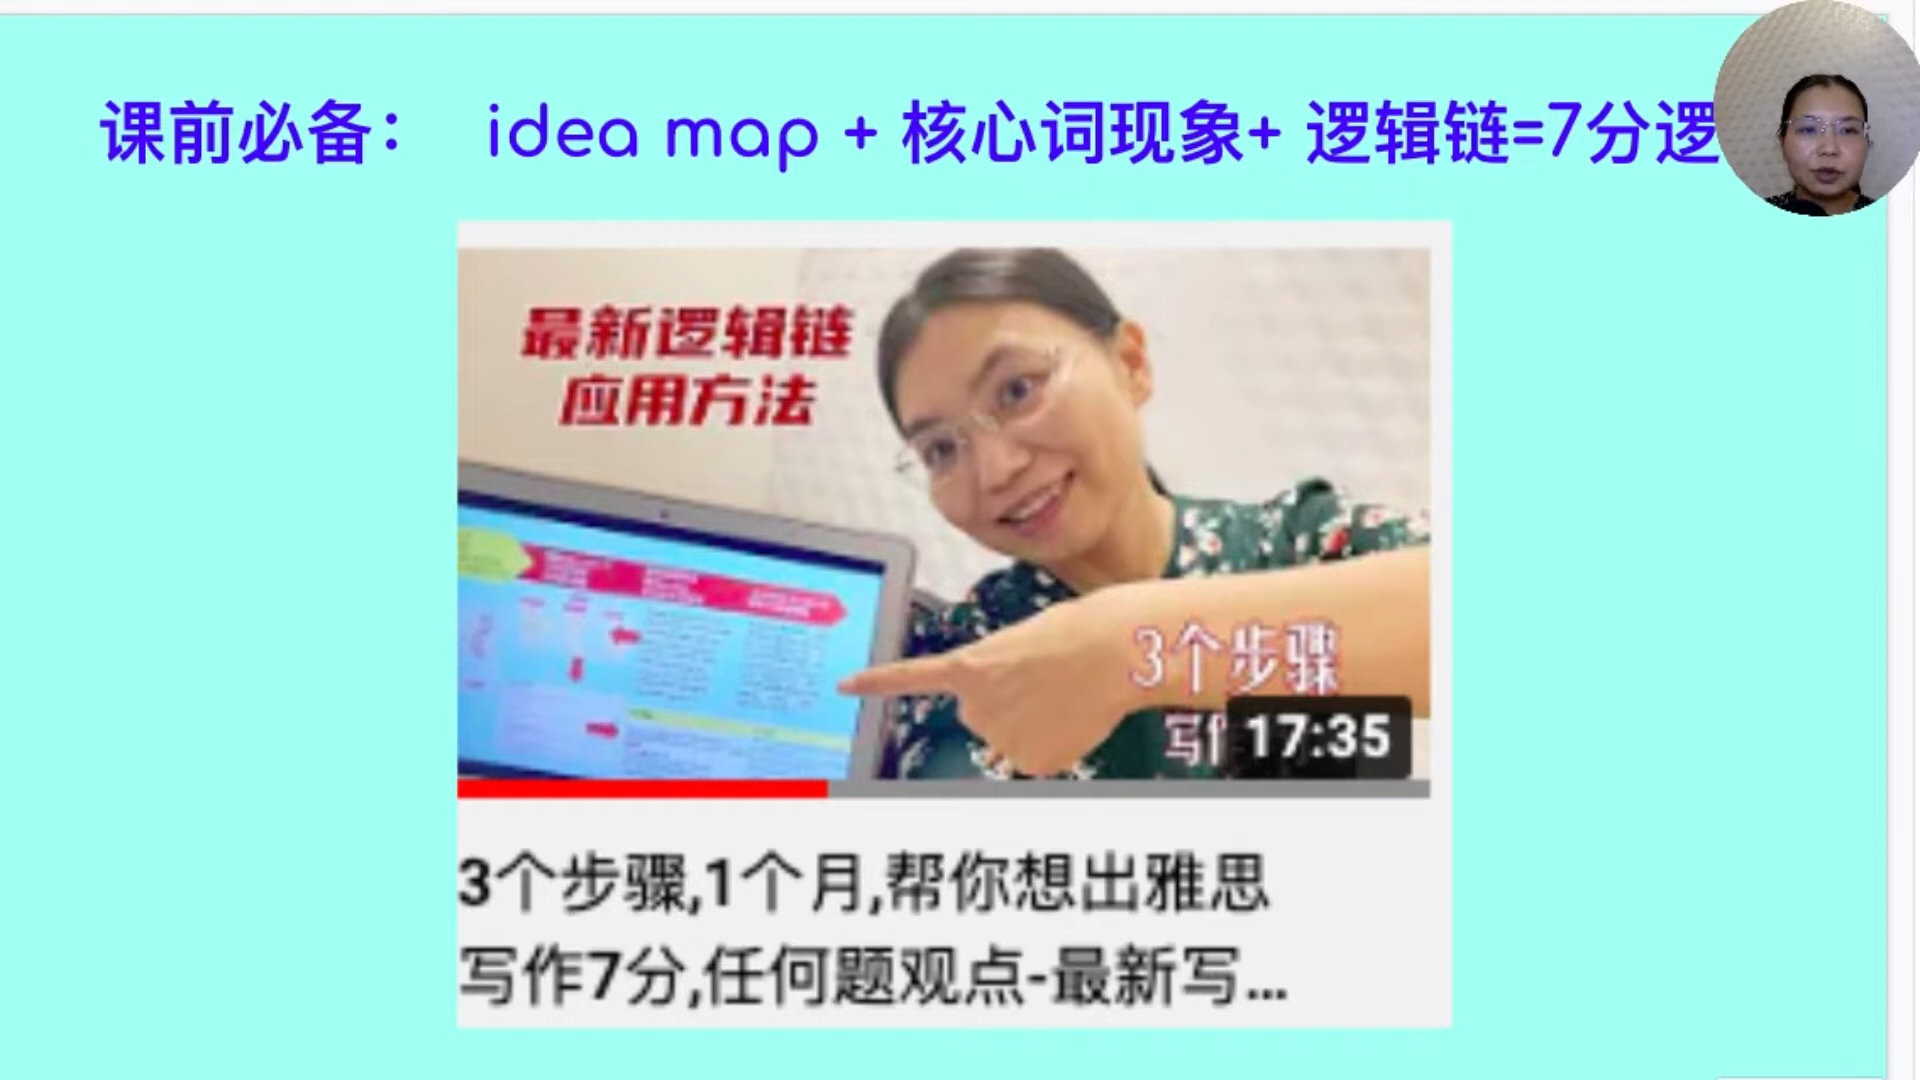 课前必备： idea map + 核心词现象+ 逻辑链=7分逻
最新逻辑链
应用方法
3个步骤
写作
17:35
3个步骤,1个月,帮你想出雅思
写作7分,任何题观点-最新写...